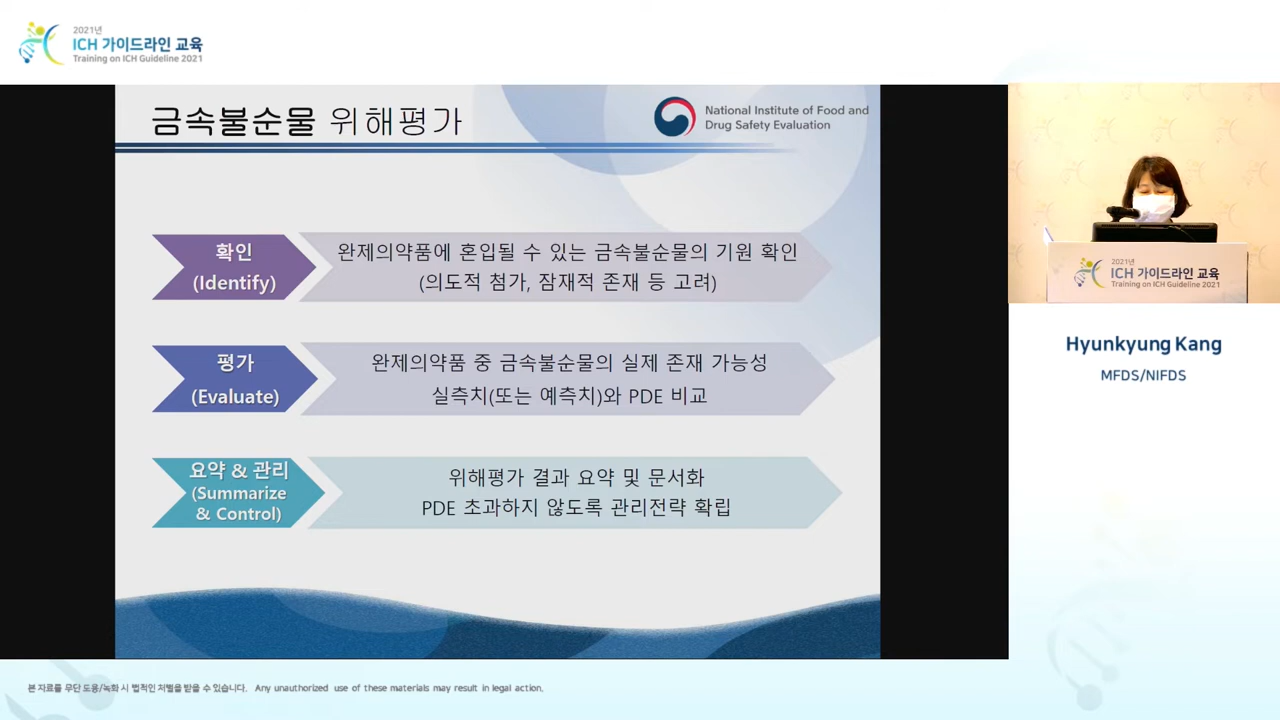 2021년
ICH 가이드라인 교육
Training on ICH Guideline 2021
금속불순물 위해평가
National Institute of Food and
Drug Safety Evaluation
확인
(Identify)
완제의약품에 혼입될 수 있는 금속불순물의 기원 확인
(의도적 첨가, 잠재적 존재 등 고려)
평가
(Evaluate)
완제의약품 중 금속불순물의 실제 존재 가능성
실측치(또는 예측치)와 PDE 비교
요약 & 관리
(Summarize
& Control)
위해평가 결과 요약 및 문서화
PDE 초과하지 않도록 관리전략 확립
2021년
ICH 가이드라인 교육
Training on ICH Guideline 2021
Hyunkyung Kang
MFDS/NIFDS
본 자료를 무단 도용/녹화 시 법적인 처벌을 받을 수 있습니다. Any unauthorized use of these materials may result in legal action.